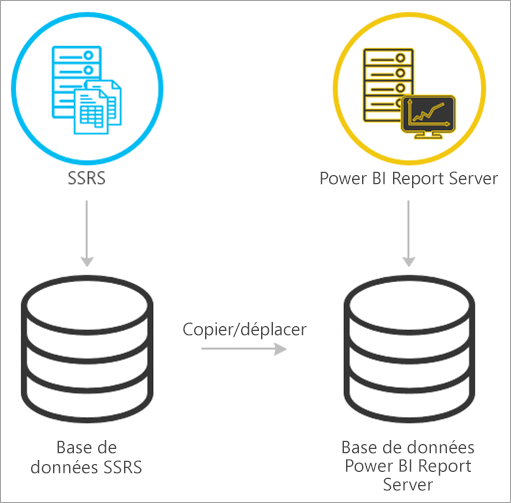 SSRS
Power BI Report Server
Copier/déplacer
Base de
données SSRS
Base de données
Power BI Report
Server